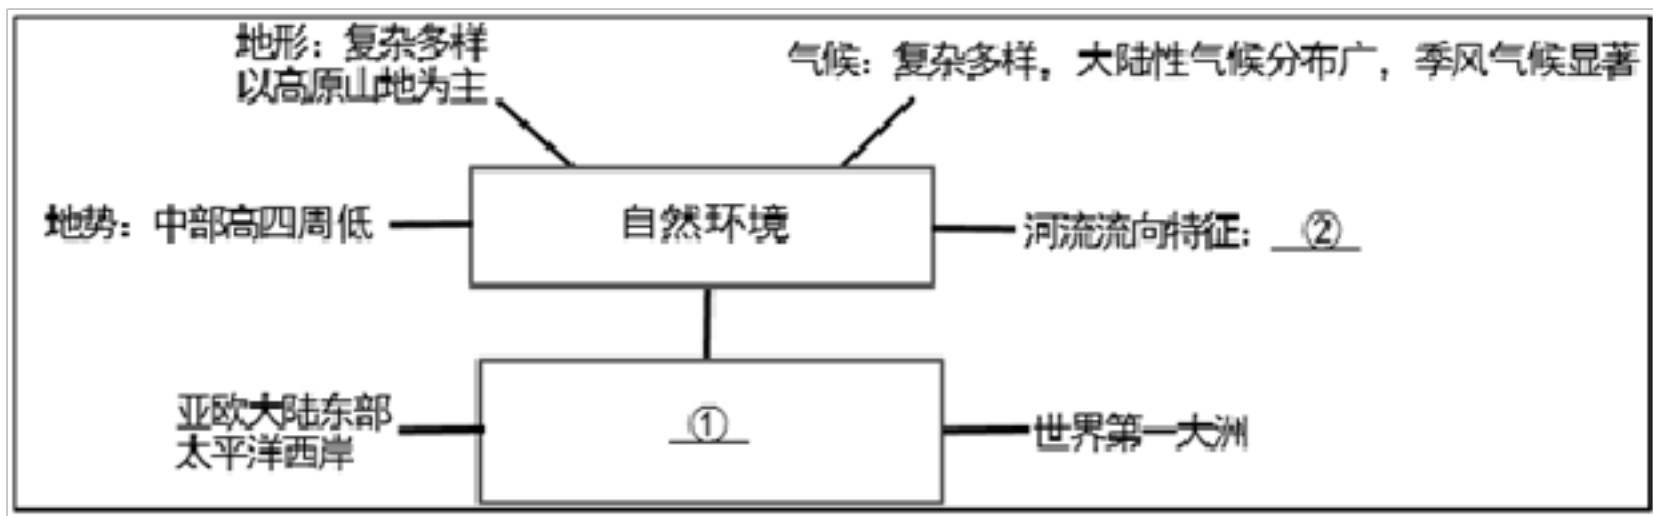 地形：复杂多样
以高原山地为主
气候：复杂多样，大陆性气候分布广，季风气候显著
地势：中部高四周低
自然环境
河流流向特征：②
亚欧大陆东部
太平洋西岸
①
世界第一大洲